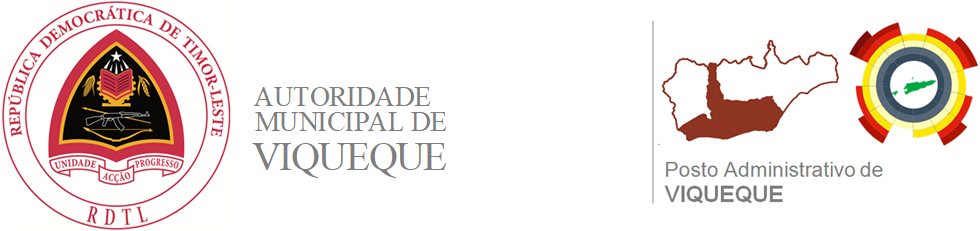 REPÚBLICA DEMOCRÁTICA DE TIMOR-LESTE
UNIDADE
ACÇÃO
PROGRESSO
RDTL
AUTORIDADE
MUNICIPAL DE
VIQUEQUE
Posto Administrativo de
VIQUEQUE